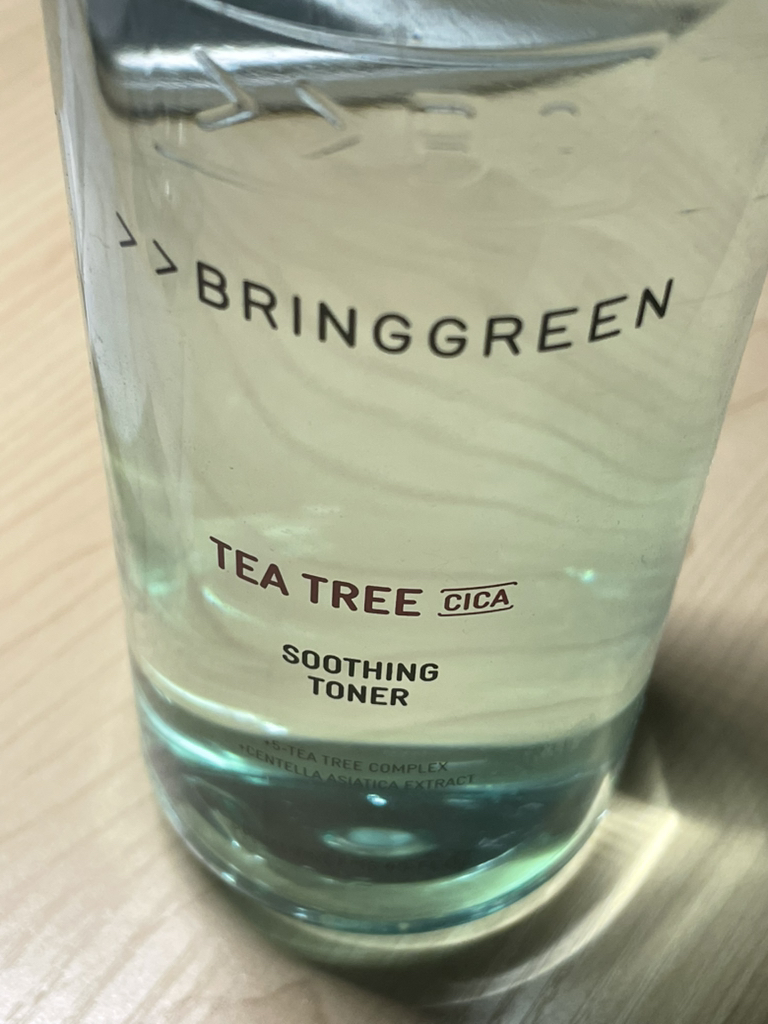 >>BRINGGREEN
TEA TREE CICA
SOOTHING
TONER
+5-TEA TREE COMPLEX
+CENTELLA ASIATICA EXTRACT